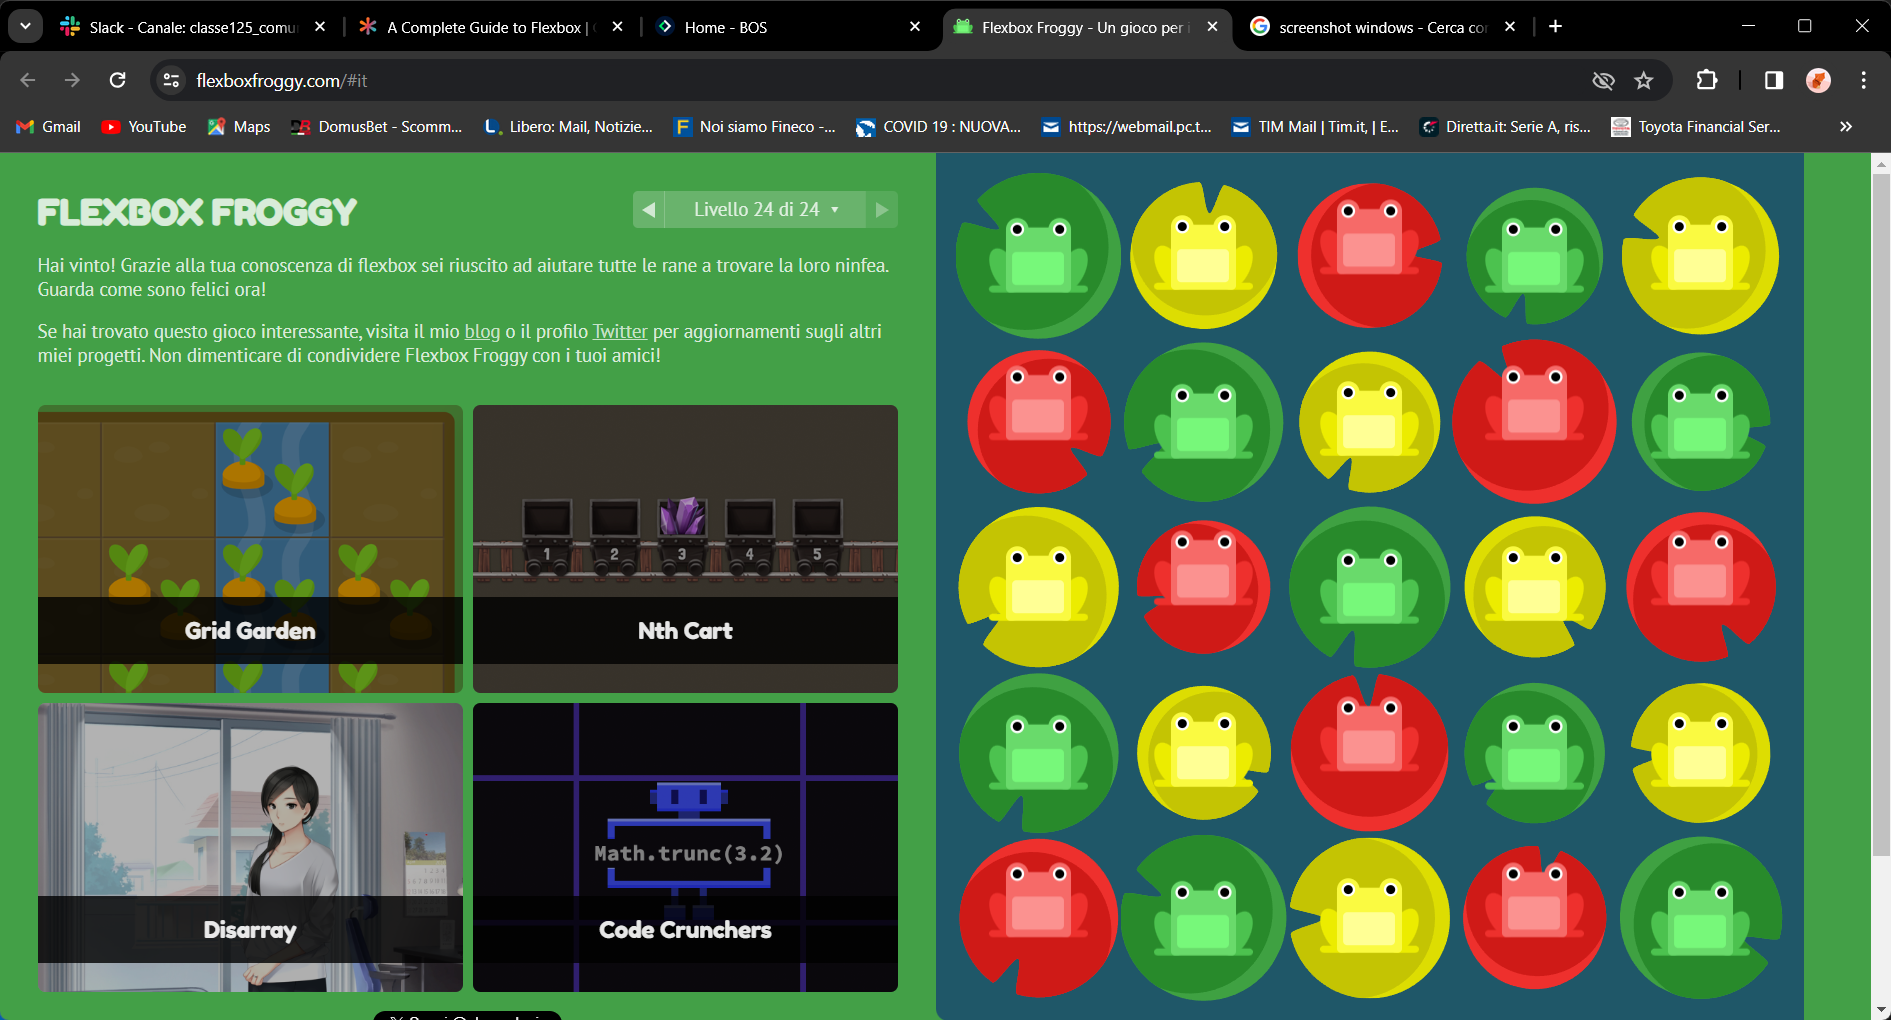 Slack - Canale: classe125_comu
A Complete Guide to Flexbox |
Home - BOS
Flexbox Froggy - Un gioco per i
screenshot windows - Cerca co
flexboxfroggy.com/#it
Gmail
YouTube
Maps
DomusBet - Scomm...
Libero: Mail, Notizie...
Noi siamo Fineco -...
COVID 19 : NUOVA...
https://webmail.pc.t...
TIM Mail | Tim.it, | E...
Diretta.it: Serie A, ris...
Toyota Financial Ser...
FLEXBOX FROGGY
Livello 24 di 24
Hai vinto! Grazie alla tua conoscenza di flexbox sei riuscito ad aiutare tutte le rane a trovare la loro ninfea.
Guarda come sono felici ora!
Se hai trovato questo gioco interessante, visita il mio blog o il profilo Twitter per aggiornamenti sugli altri
miei progetti. Non dimenticare di condividere Flexbox Froggy con i tuoi amici!
1 2 3 4 5
Grid Garden
Nth Cart
Math.trunc(3.2)
Disarray
Code Crunchers